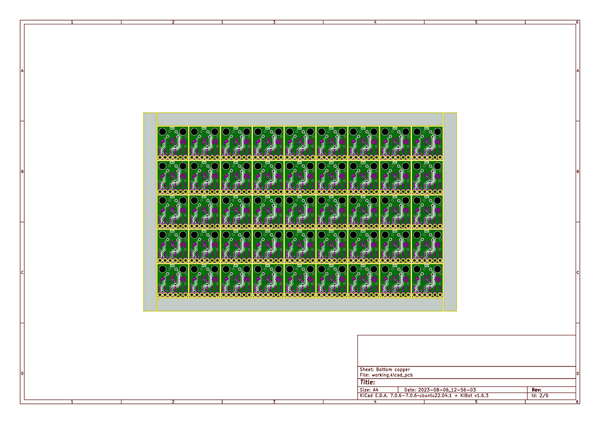 1 2 3 4 5 6
A A
B B
C C
D D
Sheet: Bottom copper
File: working.kicad_pcb
Title:
Size: A4 Date: 2023-08-06_12-56-03 Rev:
KiCad E.D.A. 7.0.6-7.0.6~ubuntu22.04.1 + KiBot v1.6.3 Id: 2/6
1 2 3 4 5 6